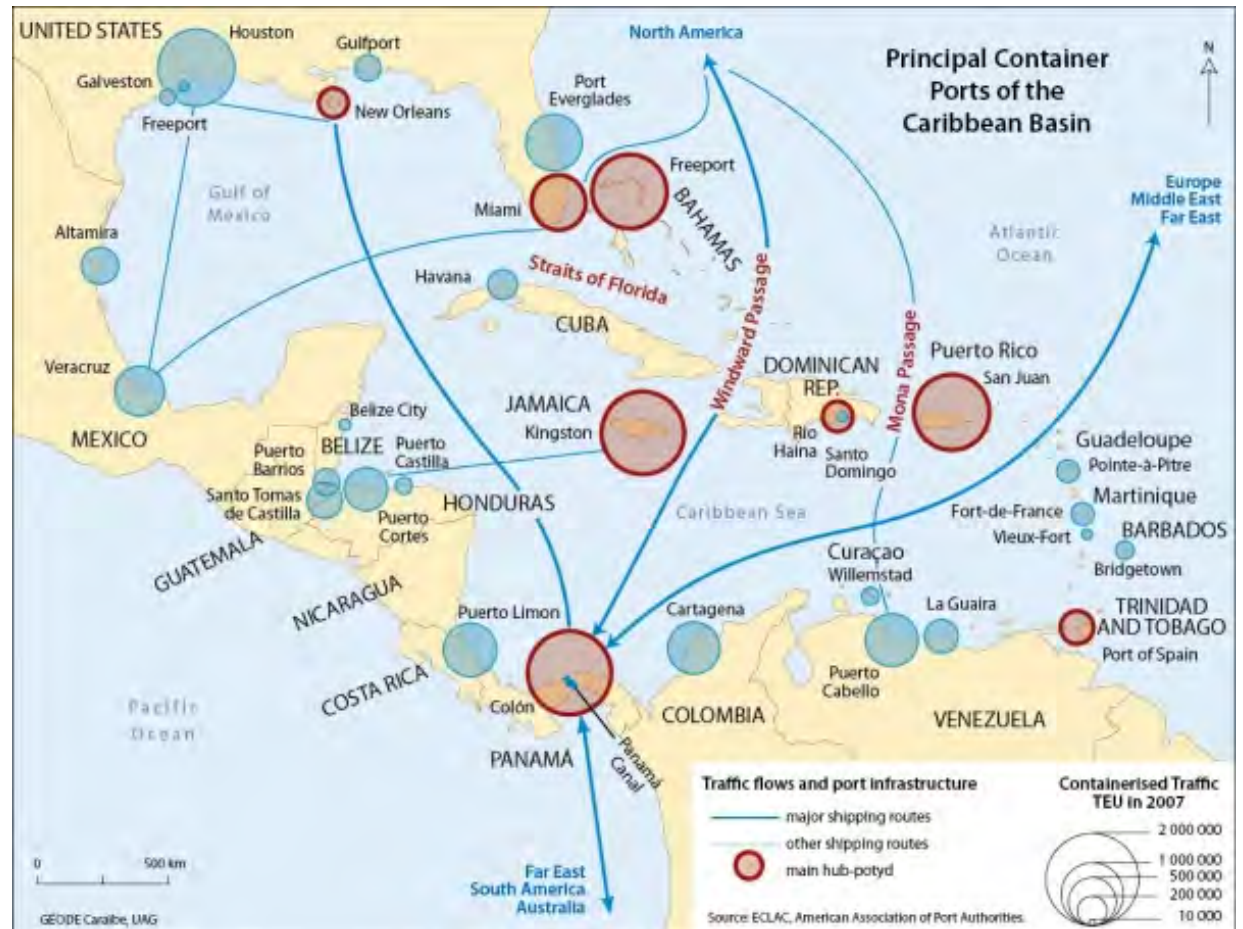 Principal Container
Ports of the
Caribbean Basin
N
UNITED STATES
Houston
Gulfport
North America
Galveston
Port
Everglades
Freeport
New Orleans
Freeport
Gulf of
Mexico
Miami
BAHAMAS
Europe
Middle East
Far East
Altamira
Atlantic
Ocean
Havana
Straits of Florida
Windward Passage
CUBA
Mona Passage
Veracruz
DOMINICAN
REP.
Puerto Rico
San Juan
JAMAICA
Kingston
Belize City
MEXICO
BELIZE
Puerto
Castilla
Rio
Haina
Santo
Domingo
Guadeloupe
Pointe-à-Pitre
Puerto
Barrios
Santo Tomas
de Castilla
HONDURAS
Martinique
Fort-de-France
Caribbean Sea
Puerto
Cortes
Vieux-Fort
BARBADOS
Bridgetown
GUATEMALA
Curaçao
Willemstad
NICARAGUA
Puerto Limon
Cartagena
La Guaira
TRINIDAD
AND TOBAGO
Port of Spain
COSTA RICA
Puerto
Cabello
Colón
Pacific
Ocean
COLOMBIA
VENEZUELA
PANAMÁ
Panamá
Canal
Far East
South America
Australia
Traffic flows and port infrastructure
major shipping routes
other shipping routes
main hub-potyd
Containerised Traffic
TEU in 2007
2 000 000
1 000 000
500 000
200 000
10 000
0 500 km
GEODE Caraïbe, UAG
Source: ECLAC, American Association of Port Authorities.